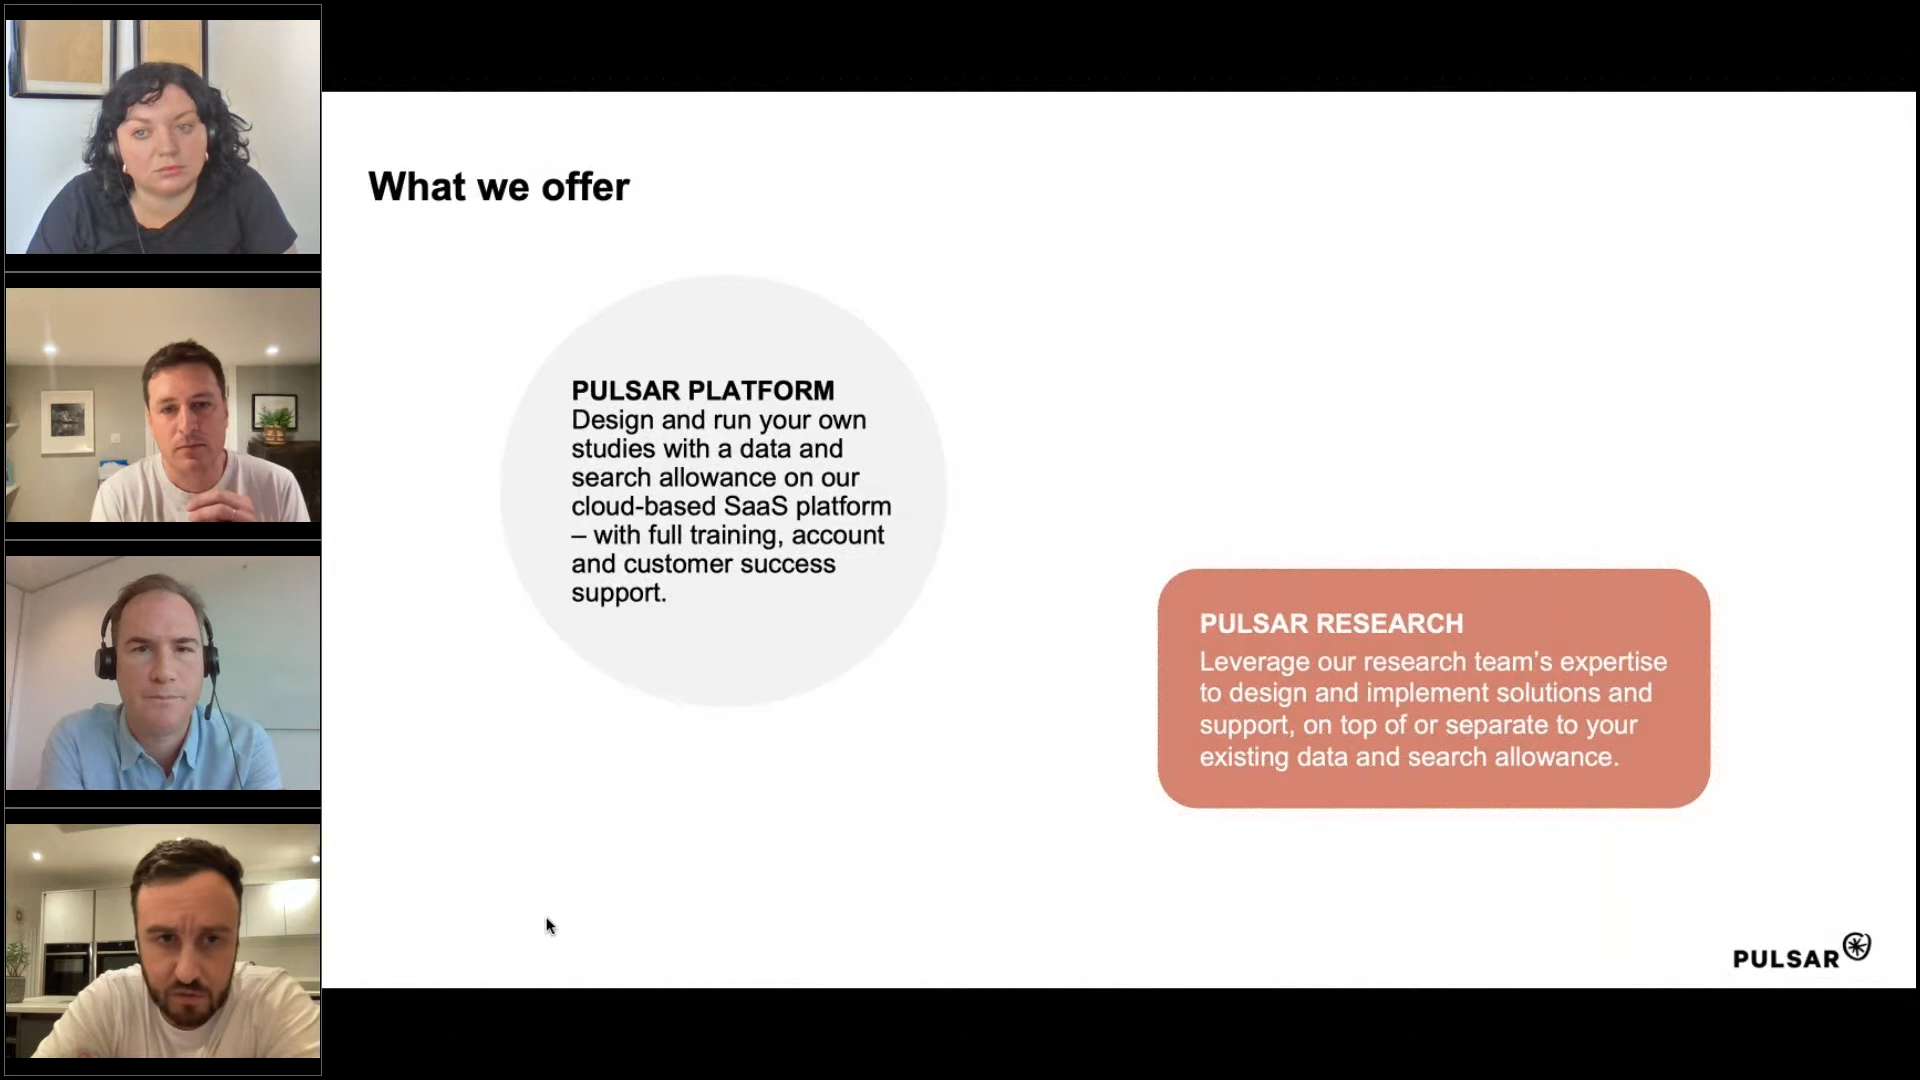 What we offer
PULSAR PLATFORM
Design and run your own
studies with a data and
search allowance on our
cloud-based SaaS platform
– with full training, account
and customer success
support.
PULSAR RESEARCH
Leverage our research team’s expertise
to design and implement solutions and
support, on top of or separate to your
existing data and search allowance.
PULSAR